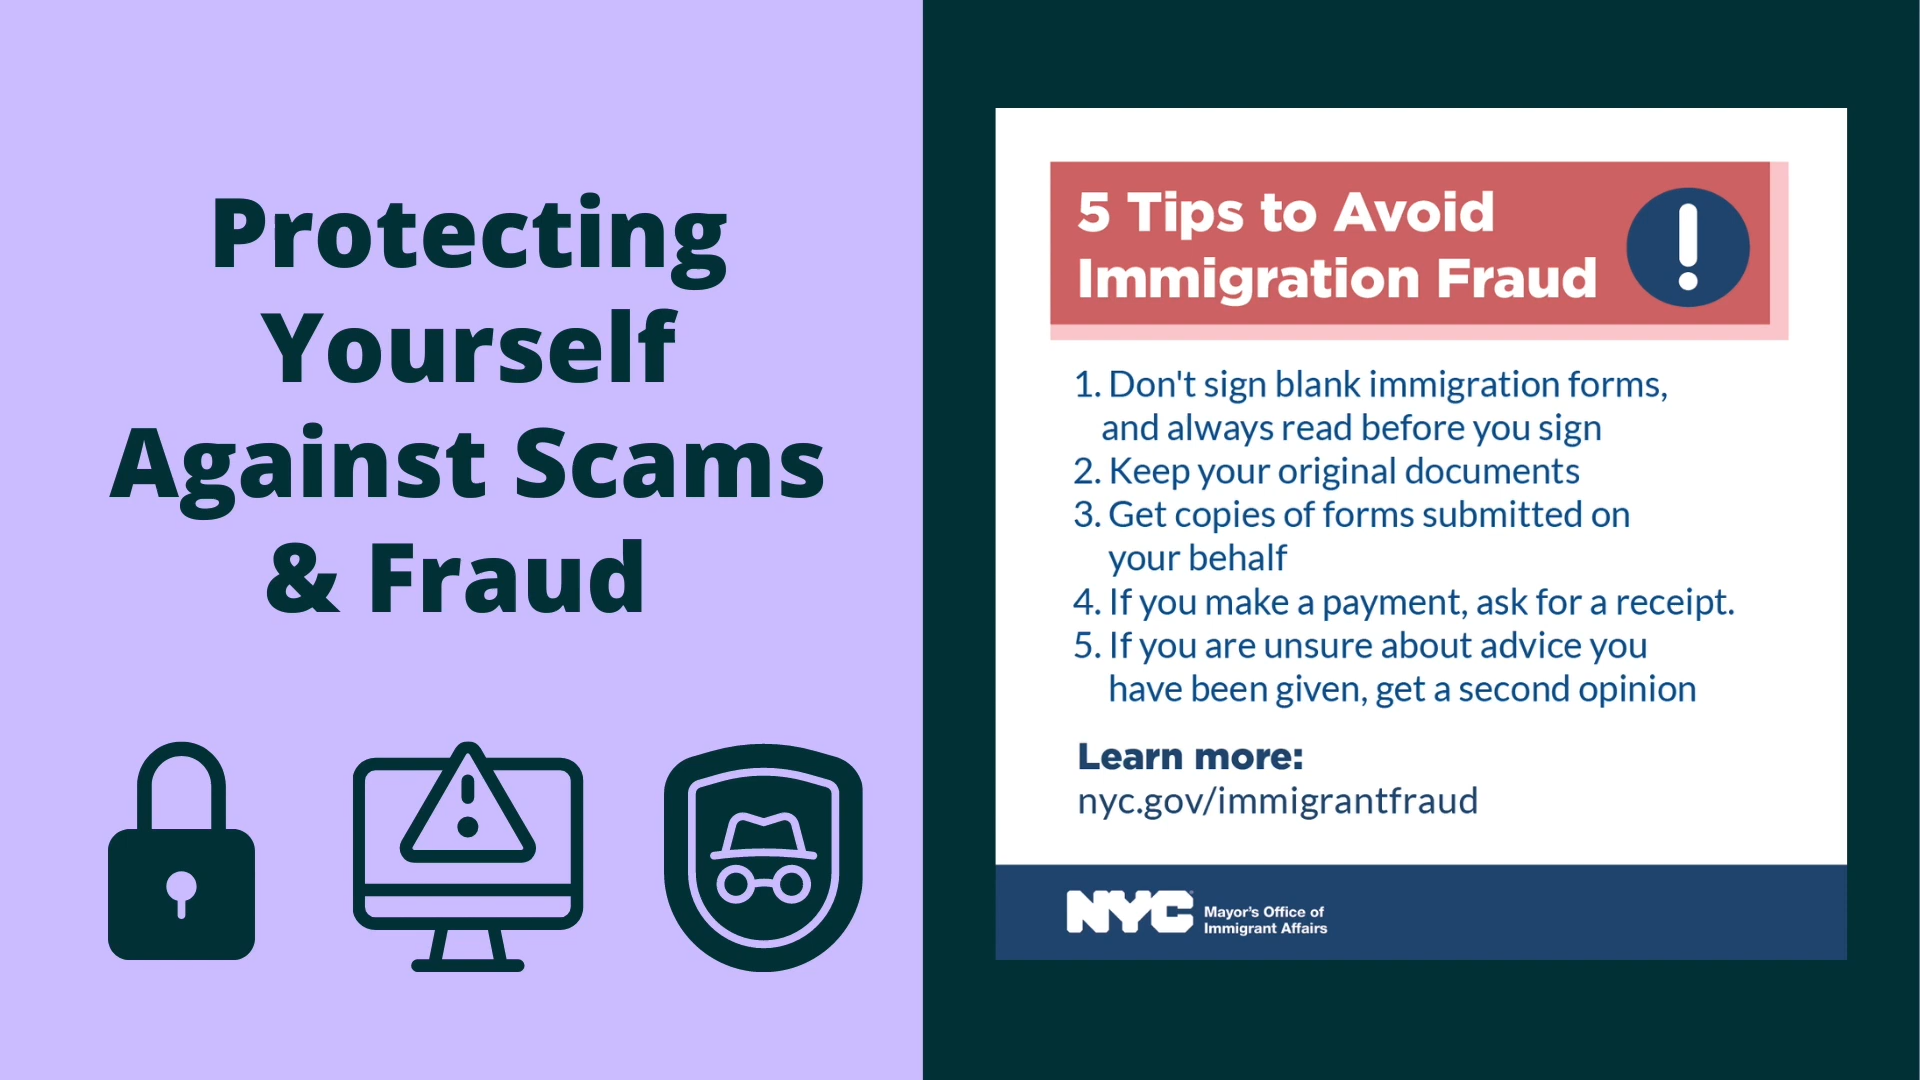 Protecting
Yourself
Against Scams
& Fraud
5 Tips to Avoid
Immigration Fraud
1. Don't sign blank immigration forms,
and always read before you sign
2. Keep your original documents
3. Get copies of forms submitted on
your behalf
4. If you make a payment, ask for a receipt.
5. If you are unsure about advice you
have been given, get a second opinion
Learn more:
nyc.gov/immigrantfraud
NYC
Mayor's Office of
Immigrant Affairs